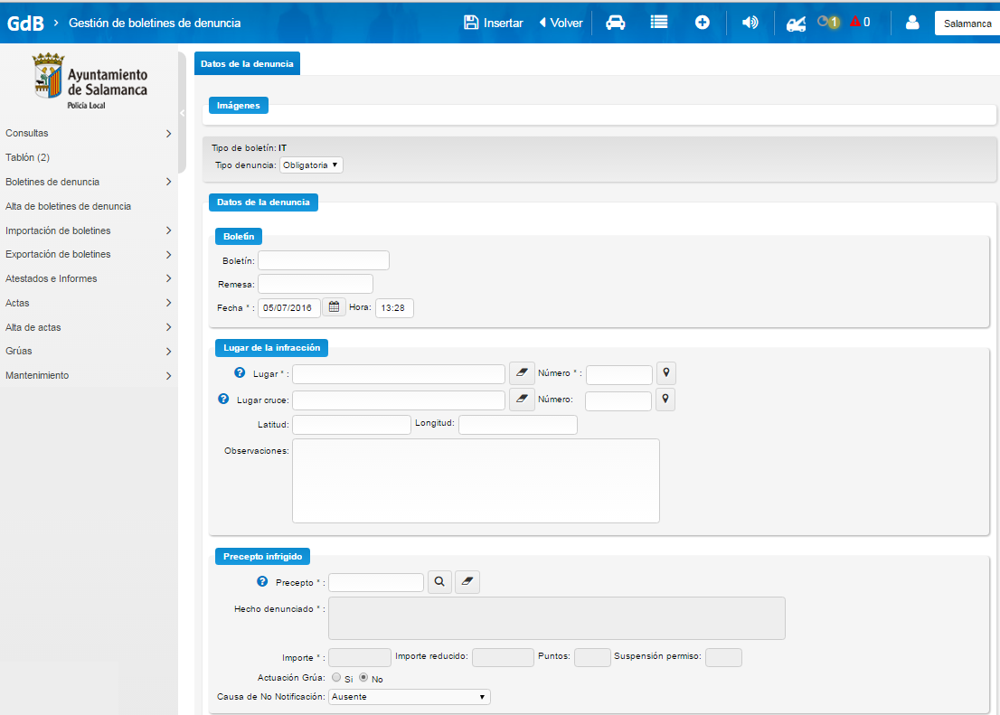 GdB > Gestión de boletines de denuncia Insertar Volver 1 0 Salamanca
Ayuntamiento
de Salamanca
Policía Local
Consultas
Tablón (2)
Boletines de denuncia
Alta de boletines de denuncia
Importación de boletines
Exportación de boletines
Atestados e Informes
Actas
Alta de actas
Grúas
Mantenimiento
Datos de la denuncia
Imágenes
Tipo de boletín: IT
Tipo denuncia: Obligatoria
Datos de la denuncia
Boletín
Boletín:
Remesa:
Fecha * : 05/07/2016 Hora: 13:28
Lugar de la infracción
? Lugar * : Número * :
? Lugar cruce: Número:
Latitud: Longitud:
Observaciones:
Precepto infrigido
? Precepto * :
Hecho denunciado * :
Importe * : Importe reducido: Puntos: Suspensión permiso:
Actuación Grúa: Si No
Causa de No Notificación: Ausente